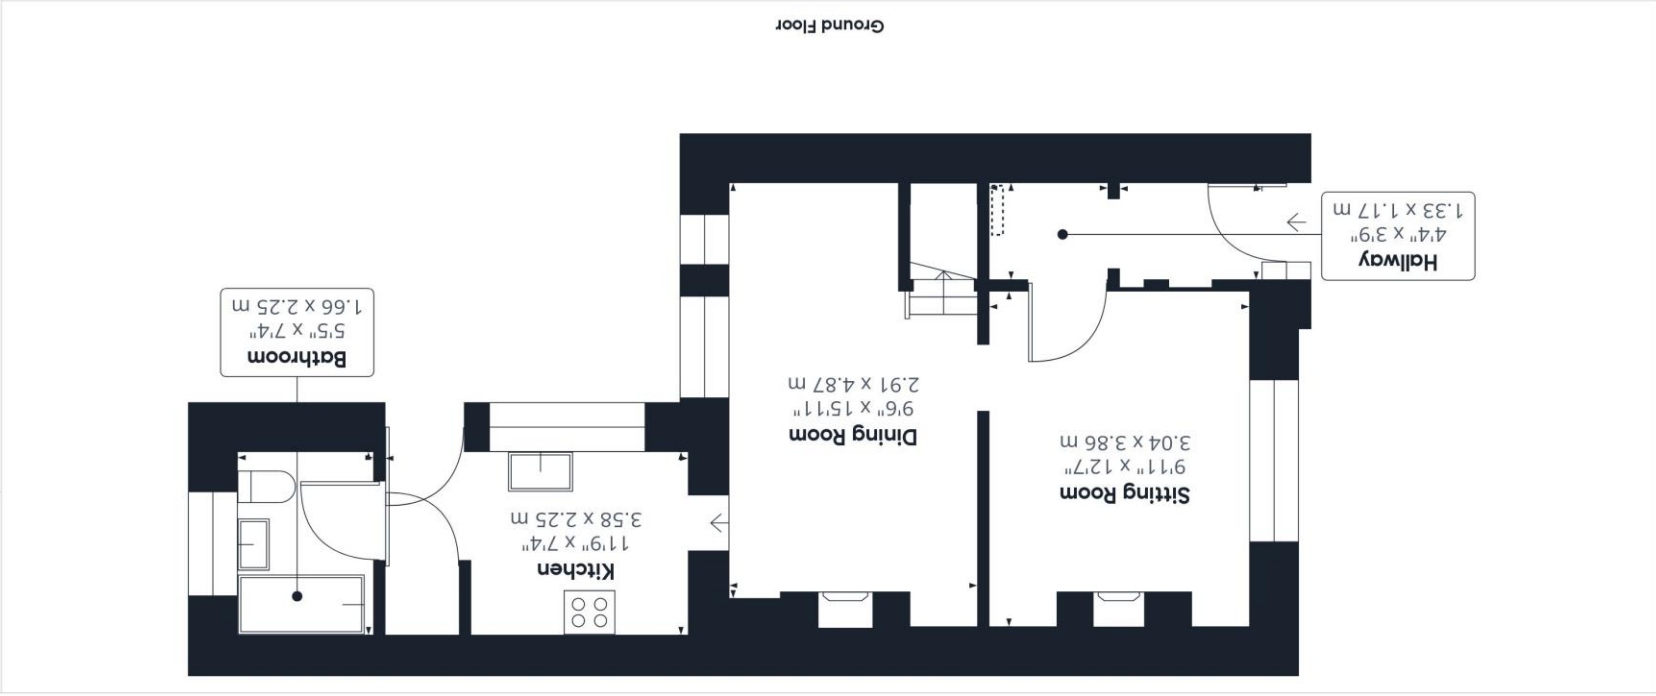 Kitchen
11'9" x 7'4"
3.58 x 2.25 m
Sitting Room
9'11" x 12'7"
3.04 x 3.86 m
Dining Room
9'6" x 15'11"
2.91 x 4.87 m
Bathroom
5'5" x 7'4"
1.66 x 2.25 m
Hallway
4'4" x 3'9"
1.33 x 1.17 m
Ground Floor